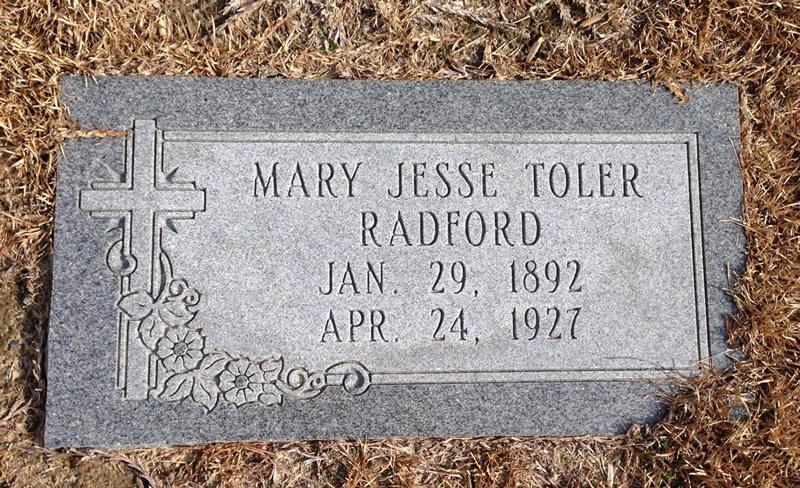 MARY JESSE TOLER
RADFORD
JAN. 29, 1892
APR. 24, 1927